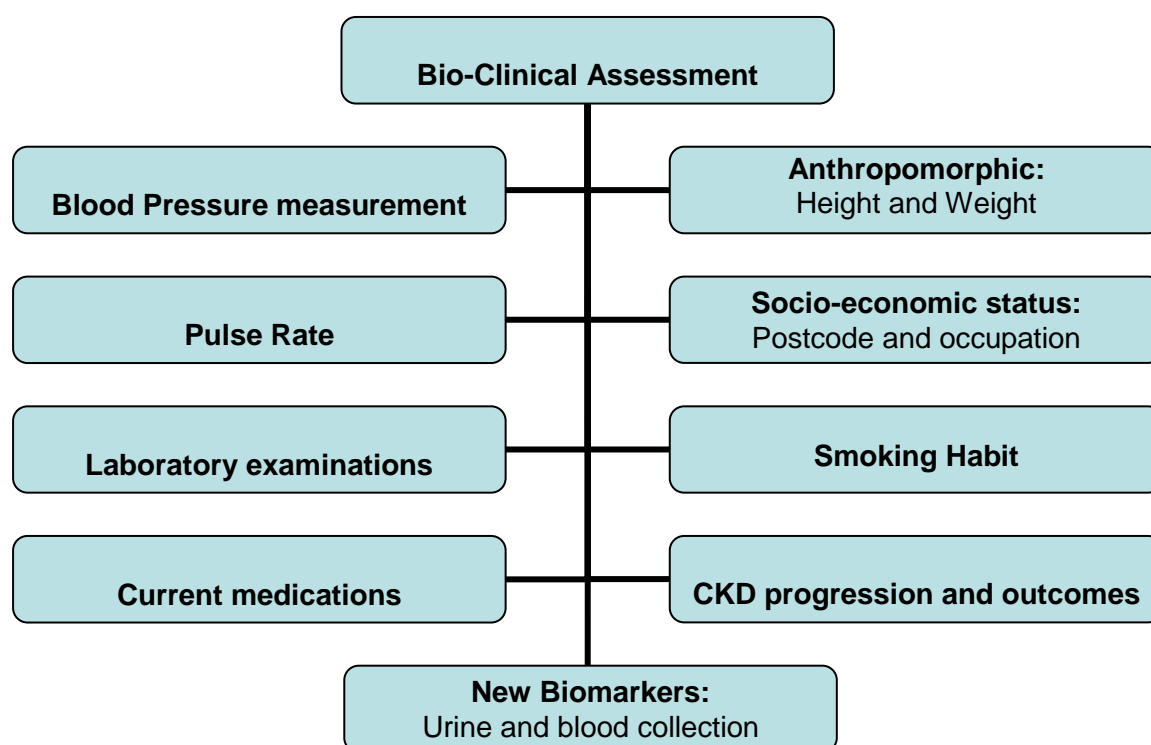 Bio-Clinical Assessment
Blood Pressure measurement
Anthropomorphic:
Height and Weight
Pulse Rate
Socio-economic status:
Postcode and occupation
Laboratory examinations
Smoking Habit
Current medications
CKD progression and outcomes
New Biomarkers:
Urine and blood collection